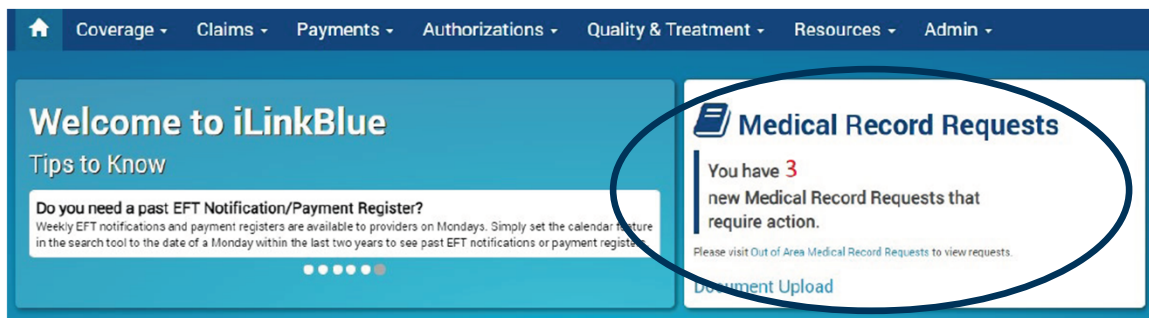 Coverage Claims Payments Authorizations Quality & Treatment Resources Admin
Welcome to iLinkBlue
Tips to Know
Do you need a past EFT Notification/Payment Register?
Weekly EFT notifications and payment registers are available to providers on Mondays. Simply set the calendar feature
in the search tool to the date of a Monday within the last two years to see past EFT notifications or payment registers.
Medical Record Requests
You have 3
new Medical Record Requests that
require action.
Please visit Out of Area Medical Record Requests to view requests.
Document Upload